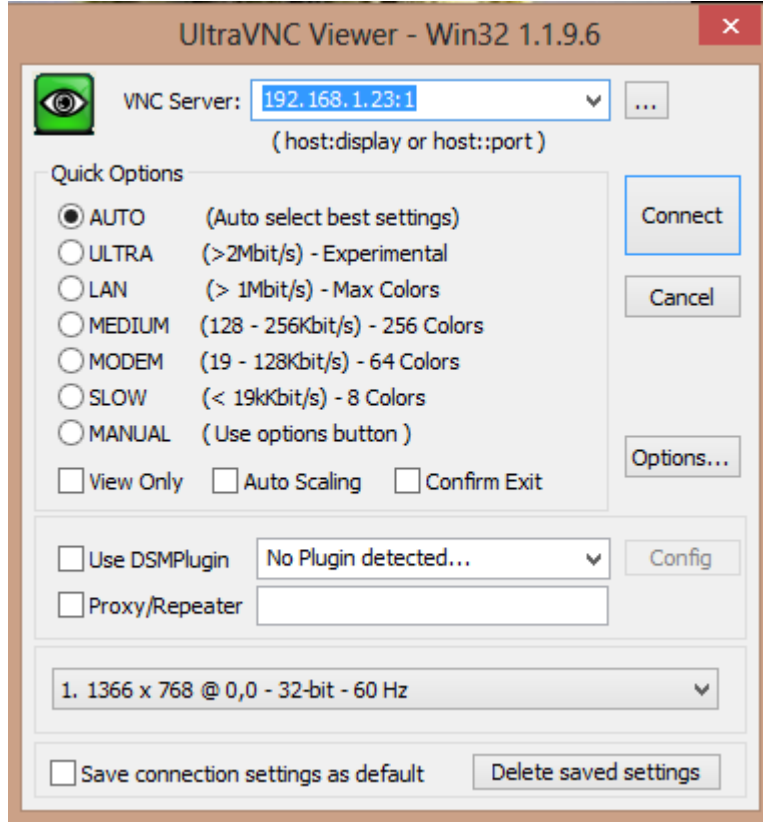 UltraVNC Viewer - Win32 1.1.9.6
VNC Server: 192.168.1.23:1 ...
( host:display or host::port )
Quick Options
AUTO (Auto select best settings) Connect
ULTRA (>2Mbit/s) - Experimental
LAN (> 1Mbit/s) - Max Colors Cancel
MEDIUM (128 - 256Kbit/s) - 256 Colors
MODEM (19 - 128Kbit/s) - 64 Colors
SLOW (< 19kKbit/s) - 8 Colors
MANUAL ( Use options button )
View Only Auto Scaling Confirm Exit Options...
Use DSMPlugin No Plugin detected... Config
Proxy/Repeater
1. 1366 x 768 @ 0,0 - 32-bit - 60 Hz
Save connection settings as default Delete saved settings